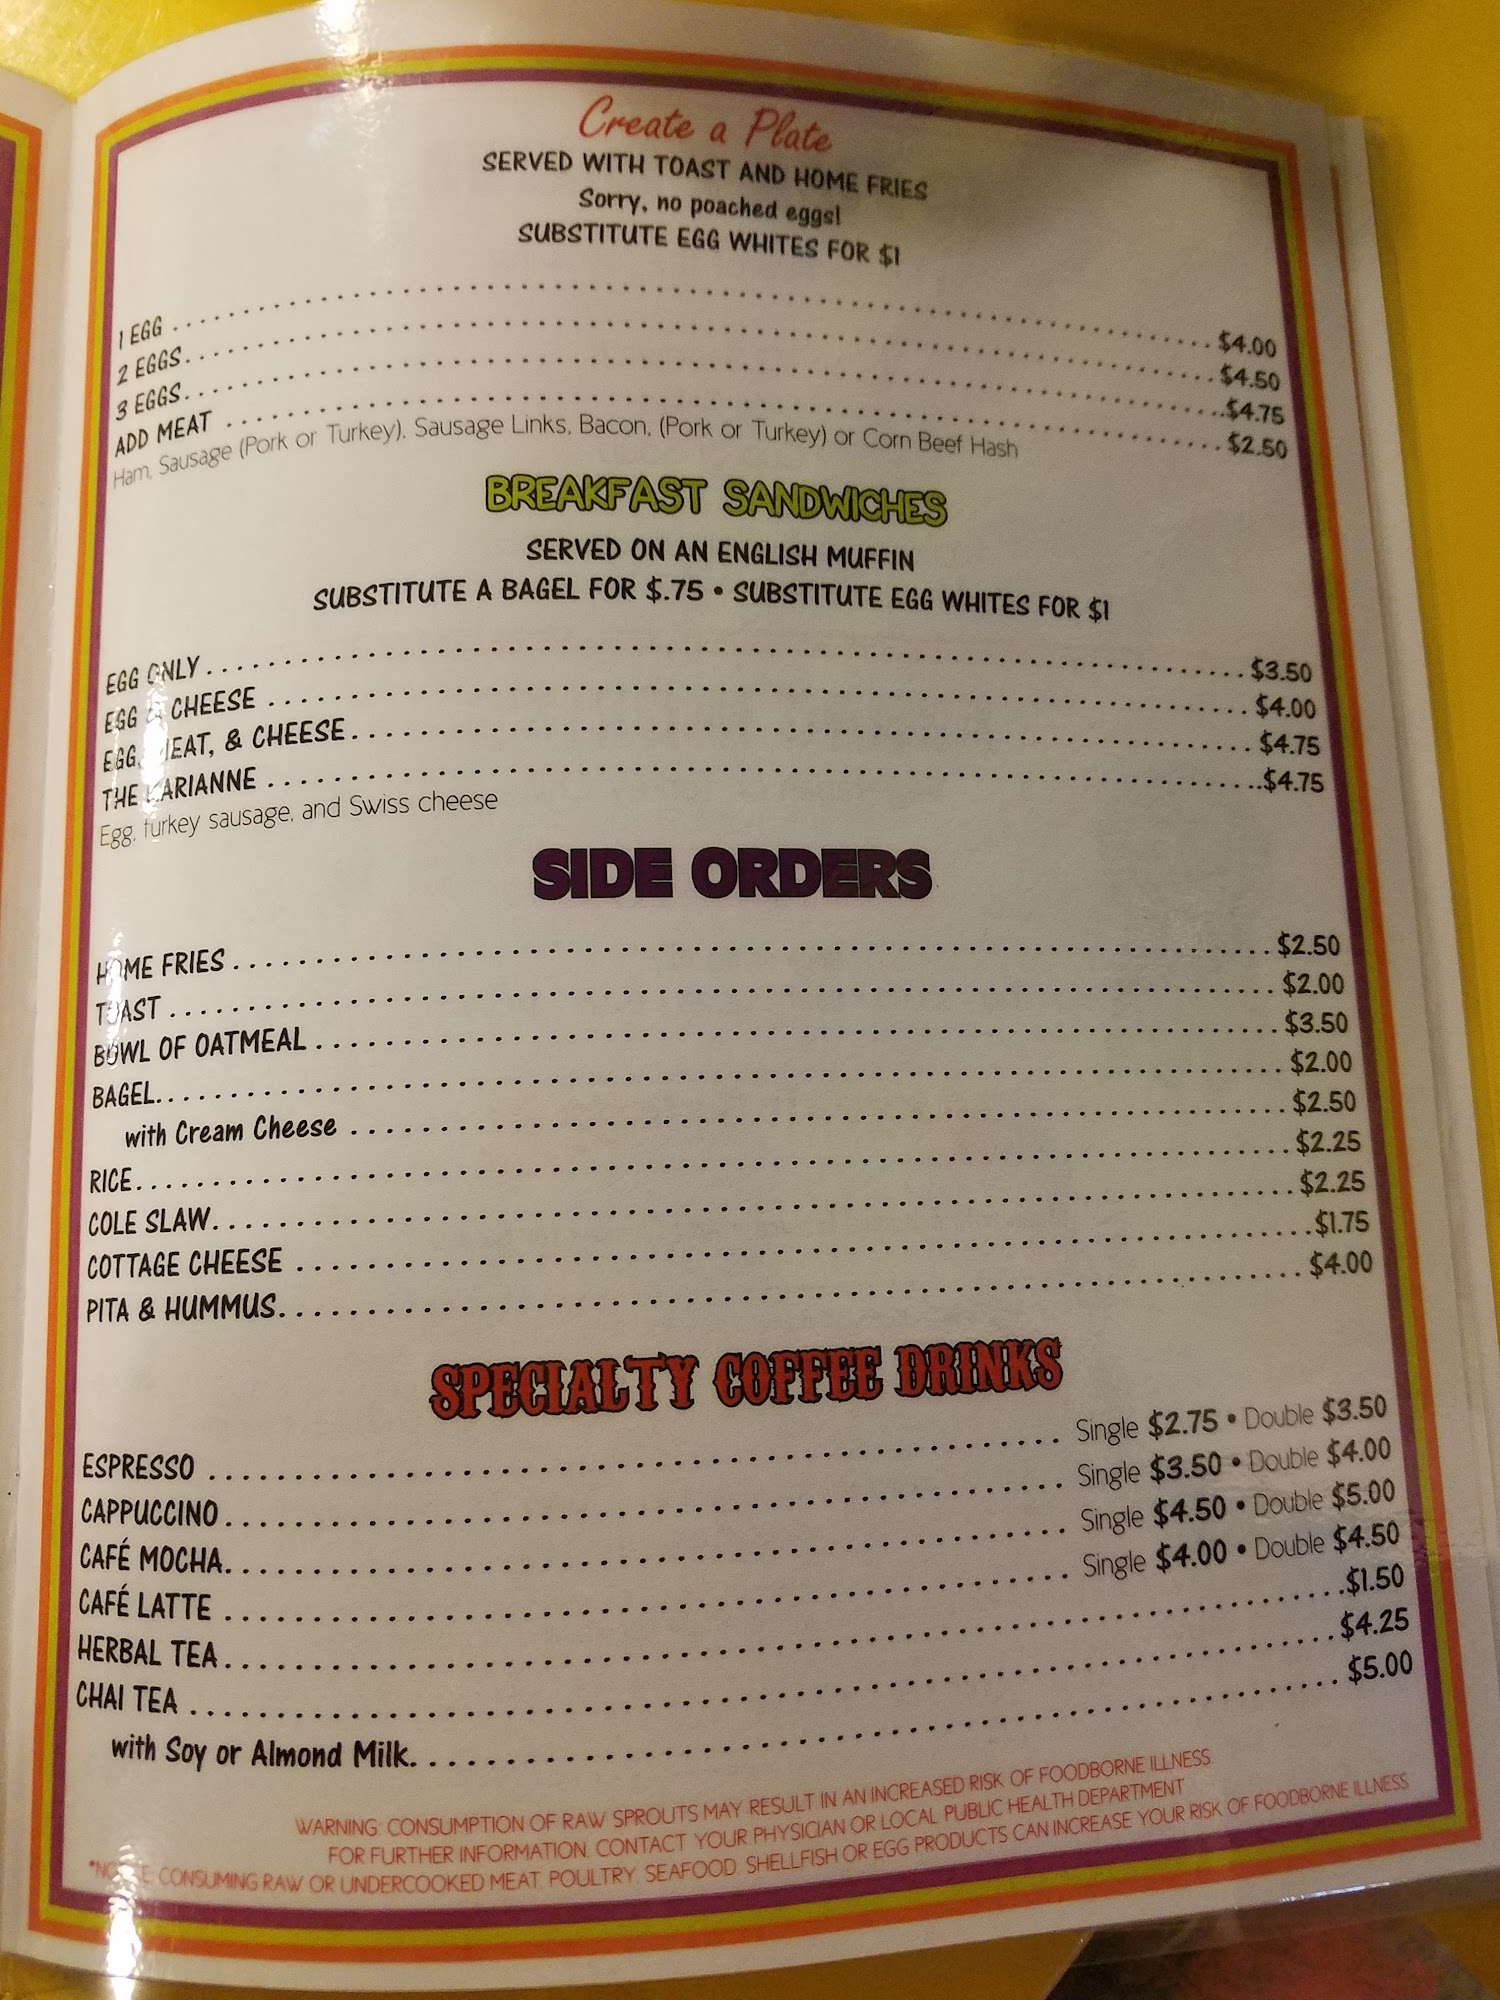 Create a Plate
SERVED WITH TOAST AND HOME FRIES
Sorry, no poached eggs!
SUBSTITUTE EGG WHITES FOR $1
1 EGG $4.00
2 EGGS $4.50
3 EGGS $4.75
ADD MEAT $2.50
Ham, Sausage (Pork or Turkey), Sausage Links, Bacon, (Pork or Turkey) or Corn Beef Hash
BREAKFAST SANDWICHES
SERVED ON AN ENGLISH MUFFIN
SUBSTITUTE A BAGEL FOR $.75 • SUBSTITUTE EGG WHITES FOR $1
EGG ONLY $3.50
EGG & CHEESE $4.00
EGG, MEAT, & CHEESE $4.75
THE $4.75
Egg, turkey sausage, and Swiss cheese
SIDE ORDERS
HOME FRIES $2.50
TOAST $2.00
BOWL OF OATMEAL $3.50
BAGEL $2.00
with Cream Cheese $2.50
RICE $2.25
COLE SLAW $2.25
COTTAGE CHEESE $1.75
PITA & HUMMUS $4.00
SPECIALTY COFFEE DRINKS
ESPRESSO Single $2.75 • Double $3.50
CAPPUCCINO Single $3.50 • Double $4.00
CAFÉ MOCHA Single $4.50 • Double $5.00
CAFÉ LATTE Single $4.00 • Double $4.50
HERBAL TEA $1.50
CHAI TEA $4.25
with Soy or Almond Milk $5.00
WARNING: CONSUMPTION OF RAW SPROUTS MAY RESULT IN AN INCREASED RISK OF FOODBORNE ILLNESS.
FOR FURTHER INFORMATION, CONTACT YOUR PHYSICIAN OR LOCAL PUBLIC HEALTH DEPARTMENT
*NOTICE: CONSUMING RAW OR UNDERCOOKED MEAT, POULTRY, SEAFOOD, SHELLFISH OR EGG PRODUCTS CAN INCREASE YOUR RISK OF FOODBORNE ILLNESS